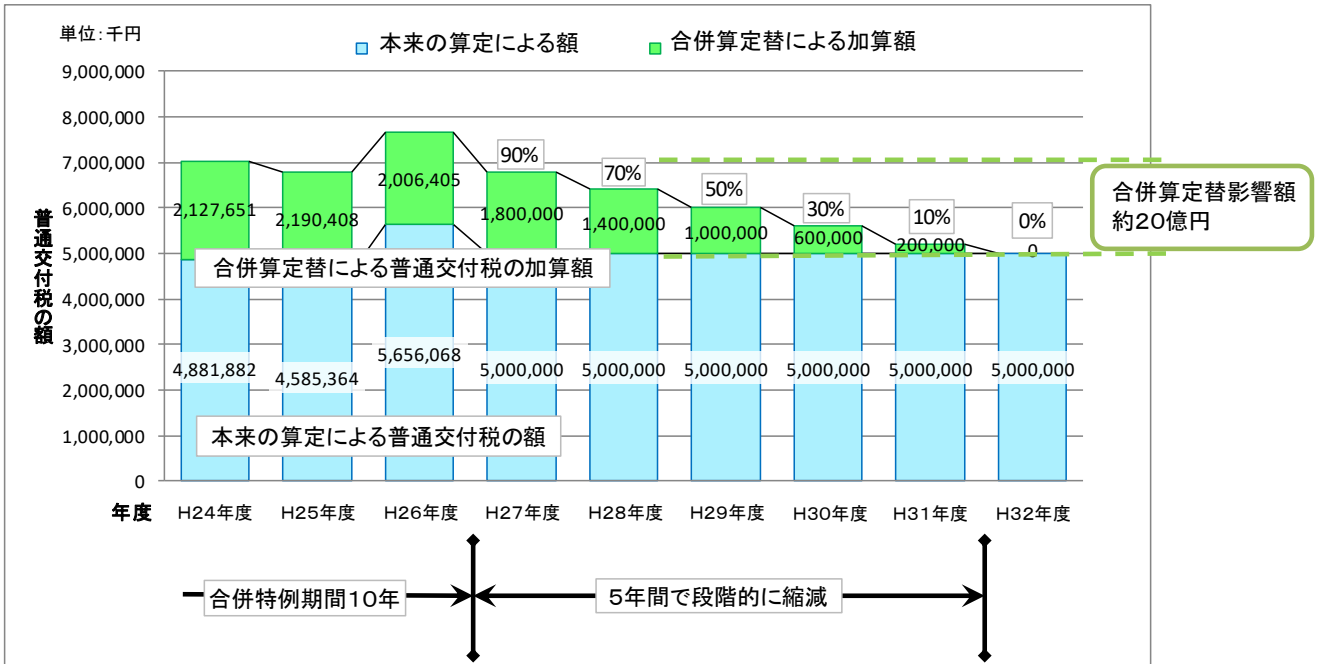 単位：千円
本来の算定による額
合併算定替による加算額
9,000,000
8,000,000
7,000,000
6,000,000
5,000,000
4,000,000
3,000,000
2,000,000
1,000,000
0
普通交付税の額
90%
70%
50%
30%
10%
0%
2,127,651
2,190,408
2,006,405
1,800,000
1,400,000
1,000,000
600,000
200,000
0
合併算定替影響額
約20億円
合併算定替による普通交付税の加算額
4,881,882
4,585,364
5,656,068
5,000,000
5,000,000
5,000,000
5,000,000
5,000,000
5,000,000
本来の算定による普通交付税の額
年度
H24年度
H25年度
H26年度
H27年度
H28年度
H29年度
H30年度
H31年度
H32年度
合併特例期間10年
5年間で段階的に縮減